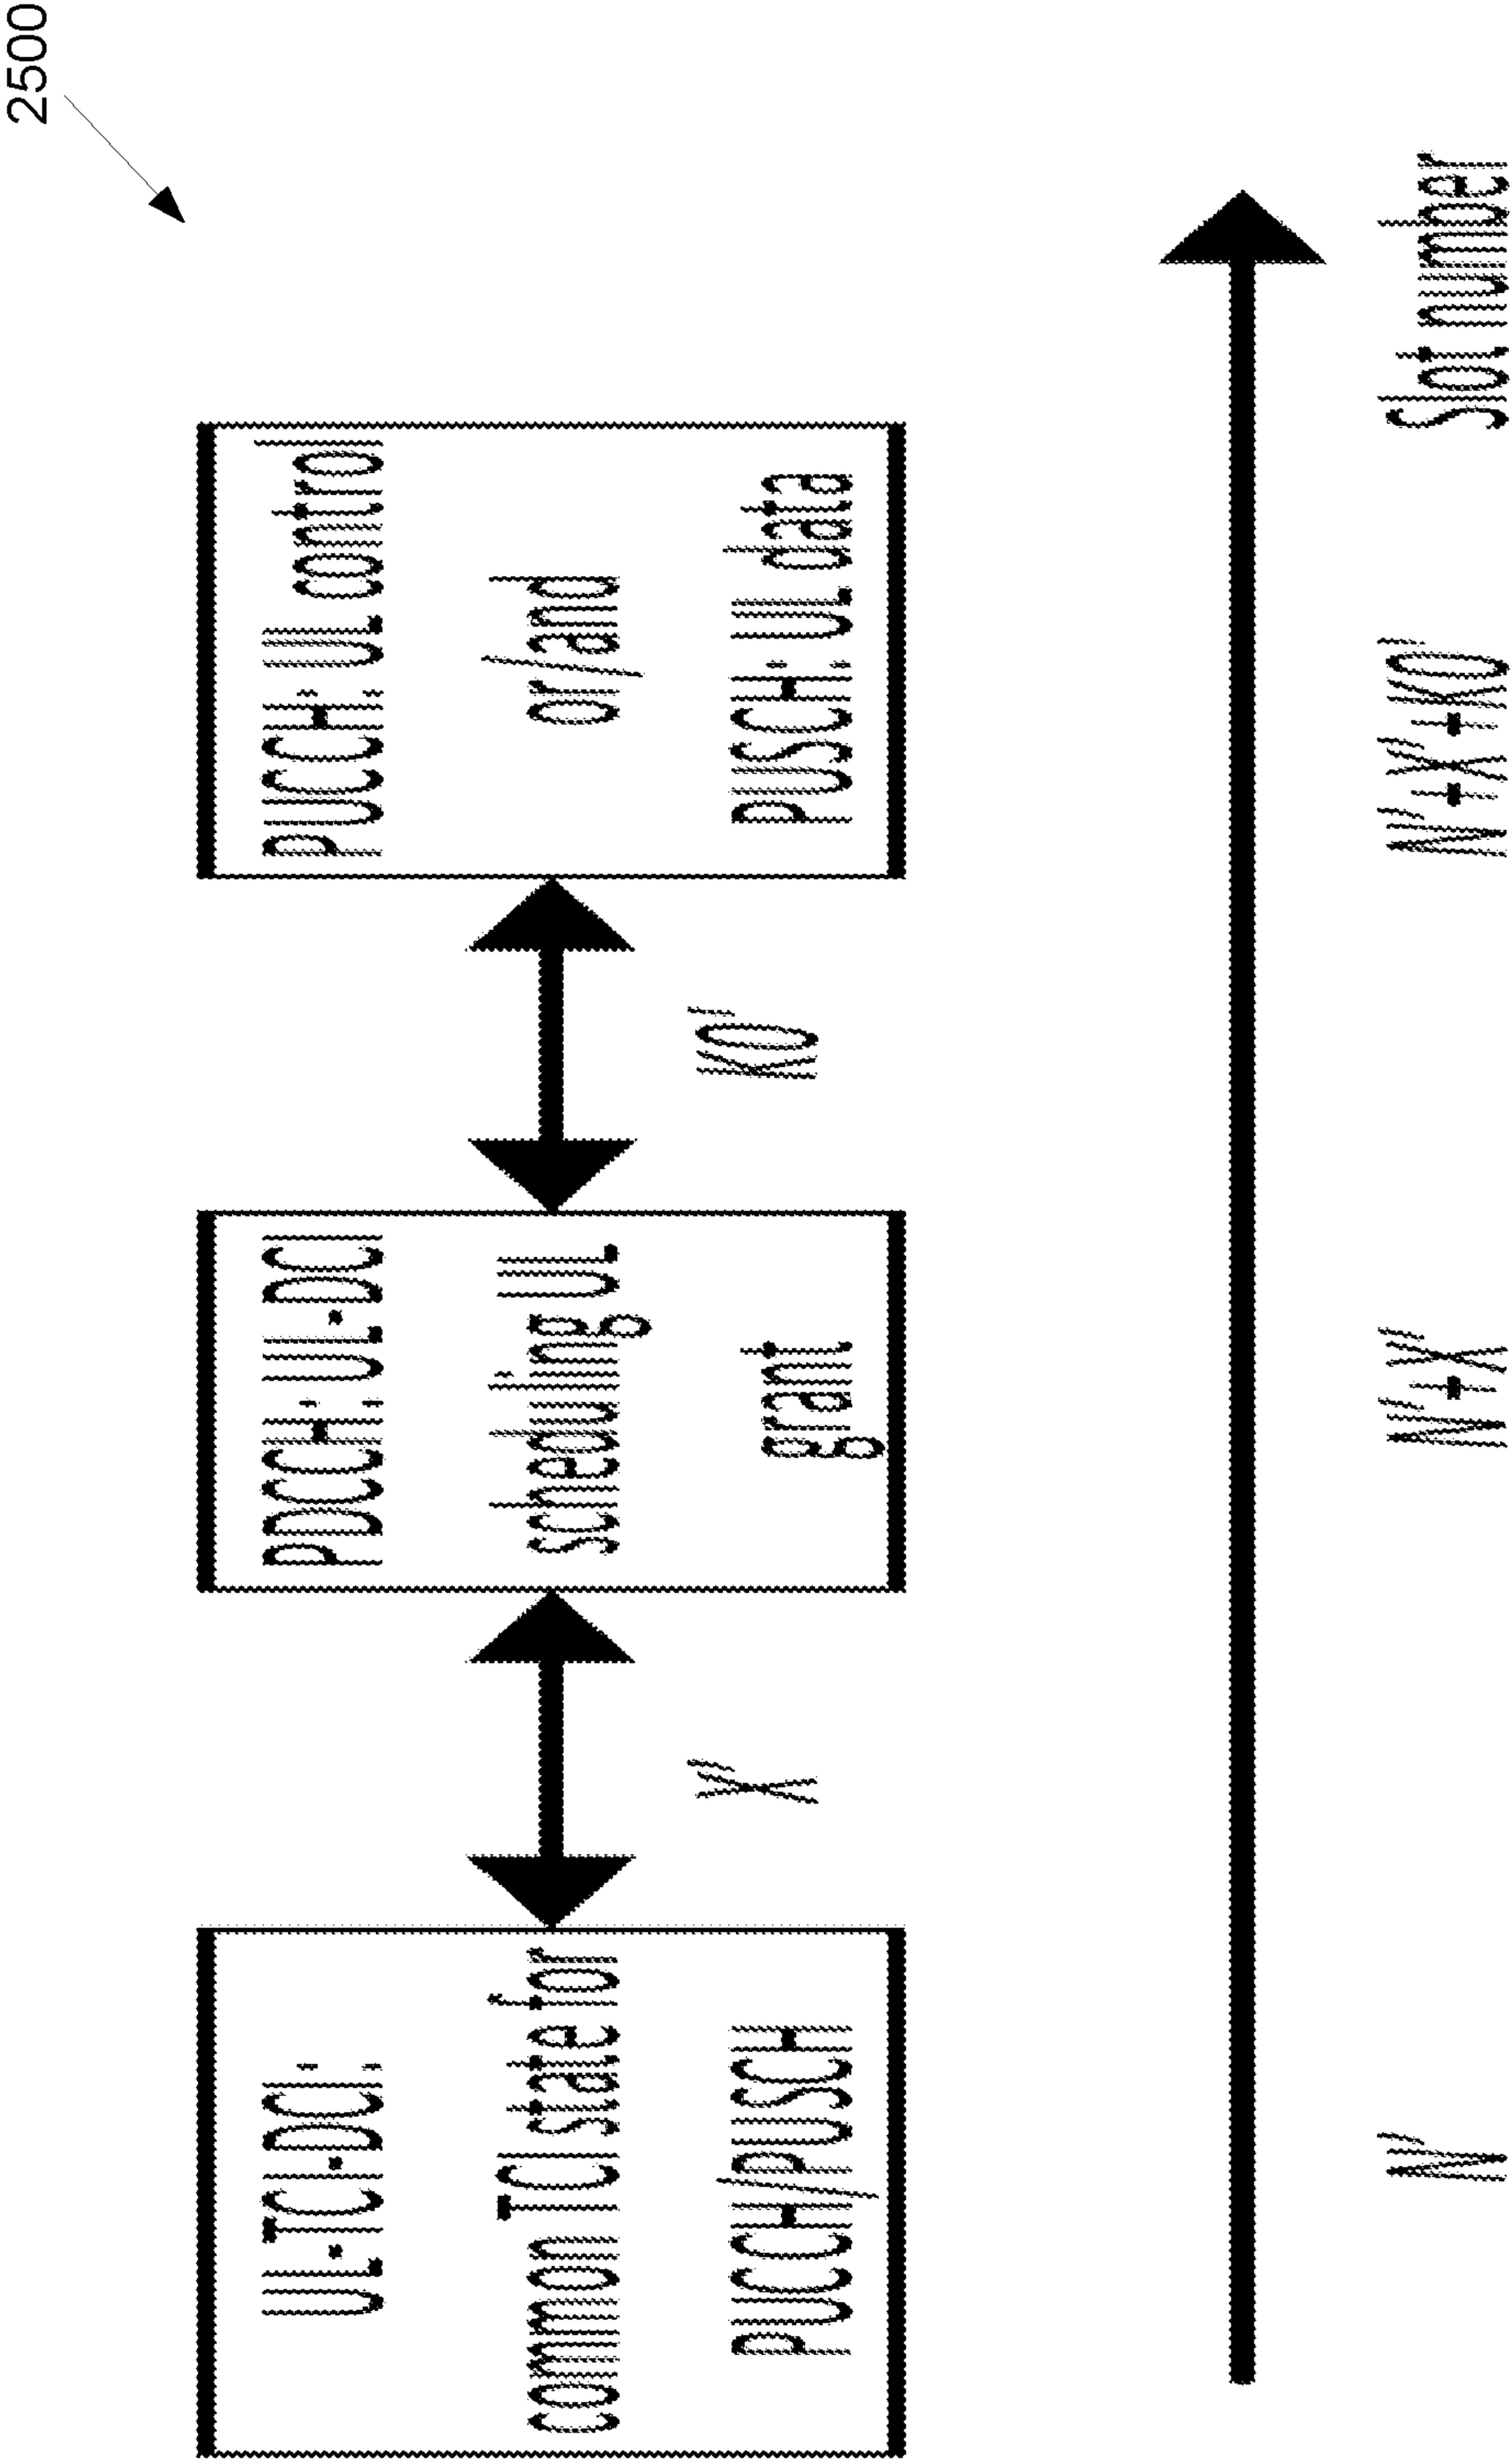 2500
UL-TCI-DCI:
common TCI state for
PUCCH/PUSCH
X'
PDCCH: UL-DCI
scheduling UL
grant
K0'
PUCCH: UL control
or/and
PUSCH: UL data
N'
N'+X'
N'+X'+K0'
Slot number